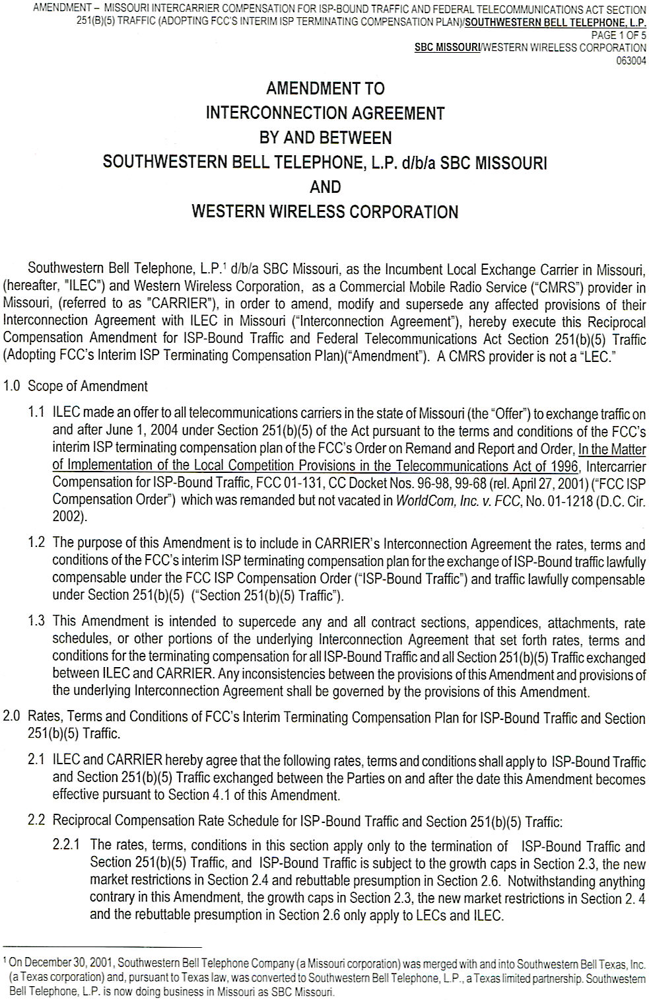 AMENDMENT – MISSOURI INTERCARRIER COMPENSATION FOR ISP-BOUND TRAFFIC AND FEDERAL TELECOMMUNICATIONS ACT SECTION
251(B)(5) TRAFFIC (ADOPTING FCC'S INTERIM ISP TERMINATING COMPENSATION PLAN)/SOUTHWESTERN BELL TELEPHONE, L.P.
PAGE 1 OF 5
SBC MISSOURI/WESTERN WIRELESS CORPORATION
063004
AMENDMENT TO
INTERCONNECTION AGREEMENT
BY AND BETWEEN
SOUTHWESTERN BELL TELEPHONE, L.P. d/b/a SBC MISSOURI
AND
WESTERN WIRELESS CORPORATION
Southwestern Bell Telephone, L.P.¹ d/b/a SBC Missouri, as the Incumbent Local Exchange Carrier in Missouri,
(hereafter, "ILEC") and Western Wireless Corporation, as a Commercial Mobile Radio Service ("CMRS") provider in
Missouri, (referred to as "CARRIER"), in order to amend, modify and supersede any affected provisions of their
Interconnection Agreement with ILEC in Missouri ("Interconnection Agreement"), hereby execute this Reciprocal
Compensation Amendment for ISP-Bound Traffic and Federal Telecommunications Act Section 251(b)(5) Traffic
(Adopting FCC's Interim ISP Terminating Compensation Plan)("Amendment"). A CMRS provider is not a "LEC."
1.0 Scope of Amendment
1.1 ILEC made an offer to all telecommunications carriers in the state of Missouri (the "Offer") to exchange traffic on
and after June 1, 2004 under Section 251(b)(5) of the Act pursuant to the terms and conditions of the FCC's
interim ISP terminating compensation plan of the FCC's Order on Remand and Report and Order, In the Matter
of Implementation of the Local Competition Provisions in the Telecommunications Act of 1996, Intercarrier
Compensation for ISP-Bound Traffic, FCC 01-131, CC Docket Nos. 96-98, 99-68 (rel. April 27, 2001) ("FCC ISP
Compensation Order") which was remanded but not vacated in WorldCom, Inc. v. FCC, No. 01-1218 (D.C. Cir.
2002).
1.2 The purpose of this Amendment is to include in CARRIER's Interconnection Agreement the rates, terms and
conditions of the FCC's interim ISP terminating compensation plan for the exchange of ISP-Bound traffic lawfully
compensable under the FCC ISP Compensation Order ("ISP-Bound Traffic") and traffic lawfully compensable
under Section 251(b)(5) ("Section 251(b)(5) Traffic").
1.3 This Amendment is intended to supercede any and all contract sections, appendices, attachments, rate
schedules, or other portions of the underlying Interconnection Agreement that set forth rates, terms and
conditions for the terminating compensation for all ISP-Bound Traffic and all Section 251(b)(5) Traffic exchanged
between ILEC and CARRIER. Any inconsistencies between the provisions of this Amendment and provisions of
the underlying Interconnection Agreement shall be governed by the provisions of this Amendment.
2.0 Rates, Terms and Conditions of FCC's Interim Terminating Compensation Plan for ISP-Bound Traffic and Section
251(b)(5) Traffic.
2.1 ILEC and CARRIER hereby agree that the following rates, terms and conditions shall apply to ISP-Bound Traffic
and Section 251(b)(5) Traffic exchanged between the Parties on and after the date this Amendment becomes
effective pursuant to Section 4.1 of this Amendment.
2.2 Reciprocal Compensation Rate Schedule for ISP-Bound Traffic and Section 251(b)(5) Traffic:
2.2.1 The rates, terms, conditions in this section apply only to the termination of ISP-Bound Traffic and
Section 251(b)(5) Traffic, and ISP-Bound Traffic is subject to the growth caps in Section 2.3, the new
market restrictions in Section 2.4 and rebuttable presumption in Section 2.6. Notwithstanding anything
contrary in this Amendment, the growth caps in Section 2.3, the new market restrictions in Section 2. 4
and the rebuttable presumption in Section 2.6 only apply to LECs and ILEC.
¹ On December 30, 2001, Southwestern Bell Telephone Company (a Missouri corporation) was merged with and into Southwestern Bell Texas, Inc.
(a Texas corporation) and, pursuant to Texas law, was converted to Southwestern Bell Telephone, L.P., a Texas limited partnership. Southwestern
Bell Telephone, L.P. is now doing business in Missouri as SBC Missouri.